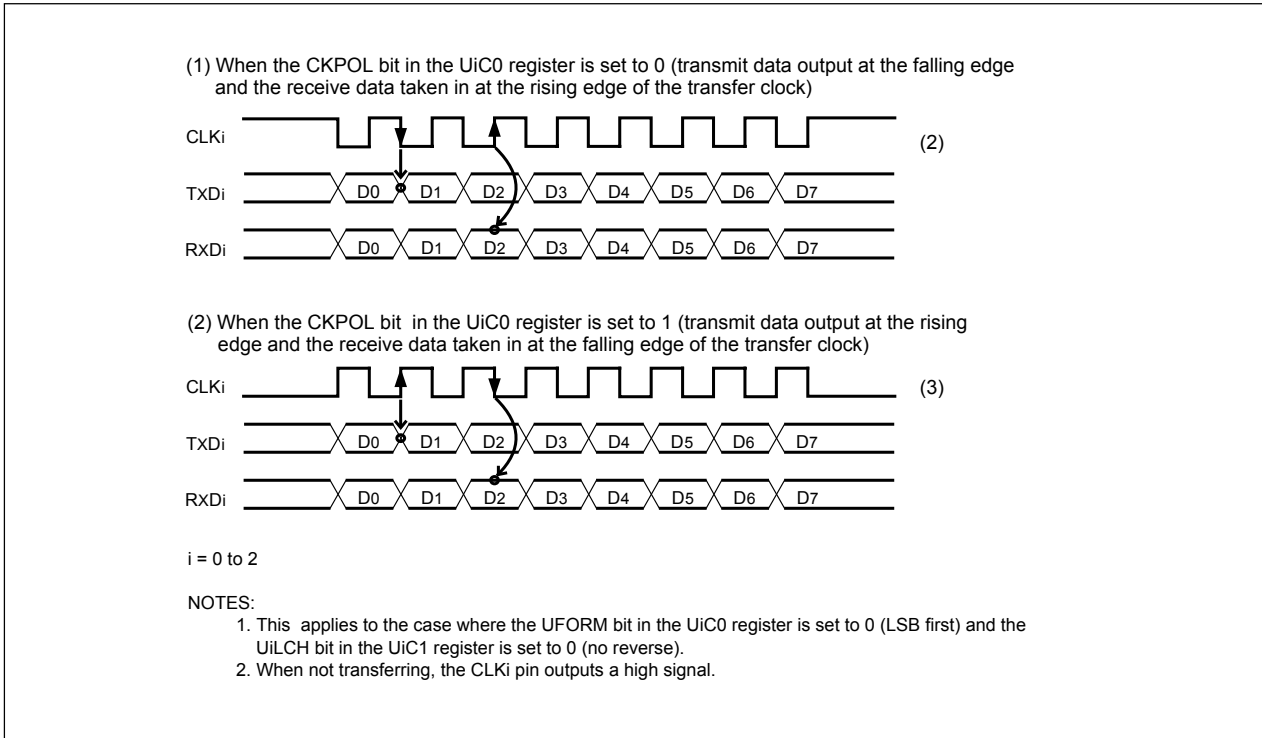 (1) When the CKPOL bit in the UiC0 register is set to 0 (transmit data output at the falling edge
and the receive data taken in at the rising edge of the transfer clock)
CLKi
(2)
TXDi D0 D1 D2 D3 D4 D5 D6 D7
RXDi D0 D1 D2 D3 D4 D5 D6 D7
(2) When the CKPOL bit in the UiC0 register is set to 1 (transmit data output at the rising
edge and the receive data taken in at the falling edge of the transfer clock)
CLKi
(3)
TXDi D0 D1 D2 D3 D4 D5 D6 D7
RXDi D0 D1 D2 D3 D4 D5 D6 D7
i = 0 to 2
NOTES:
1. This applies to the case where the UFORM bit in the UiC0 register is set to 0 (LSB first) and the
UiLCH bit in the UiC1 register is set to 0 (no reverse).
2. When not transferring, the CLKi pin outputs a high signal.